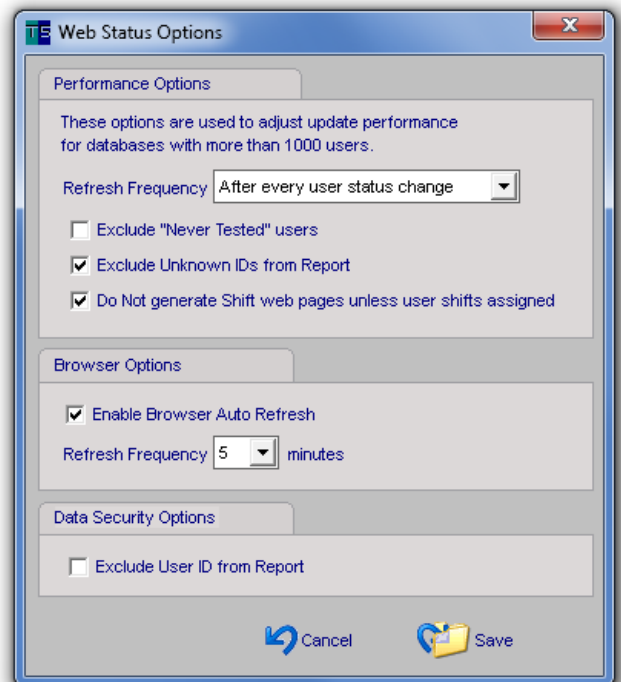 TS Web Status Options
Performance Options
These options are used to adjust update performance
for databases with more than 1000 users.
Refresh Frequency After every user status change
Exclude "Never Tested" users
Exclude Unknown IDs from Report
Do Not generate Shift web pages unless user shifts assigned
Browser Options
Enable Browser Auto Refresh
Refresh Frequency 5 minutes
Data Security Options
Exclude User ID from Report
Cancel Save